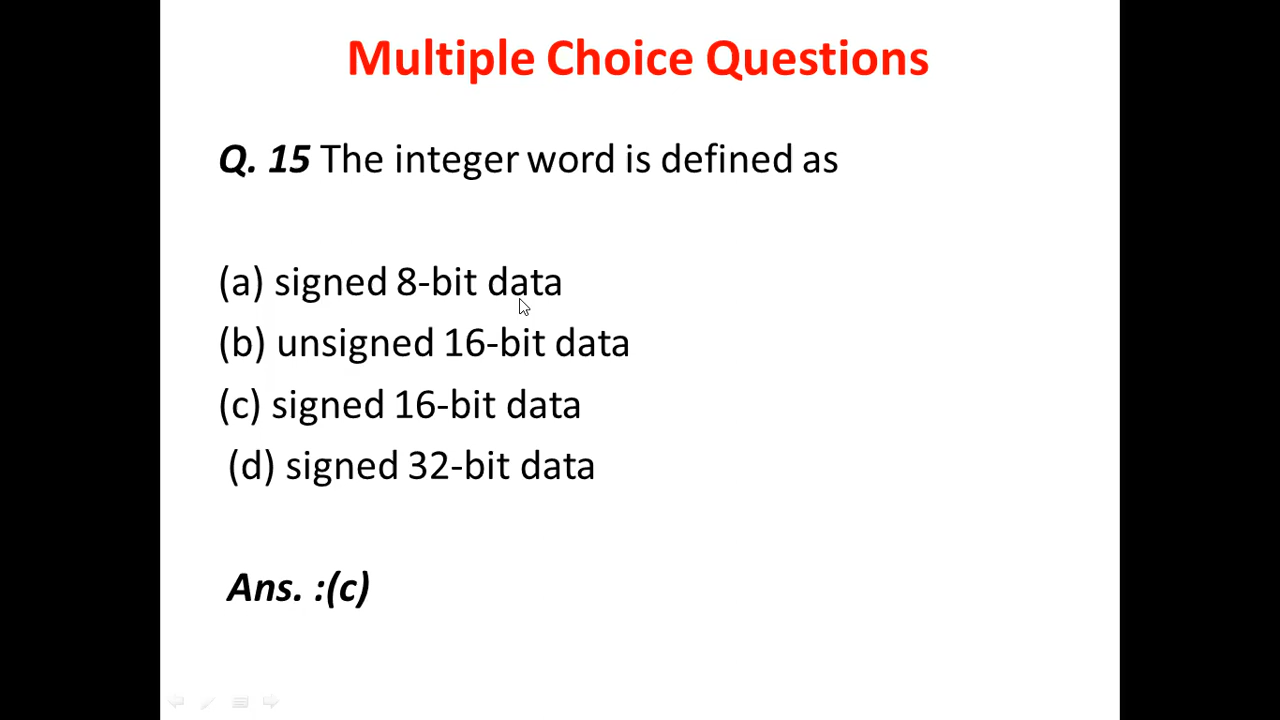 Multiple Choice Questions
Q. 15 The integer word is defined as
(a) signed 8-bit data
(b) unsigned 16-bit data
(c) signed 16-bit data
(d) signed 32-bit data
Ans. :(c)